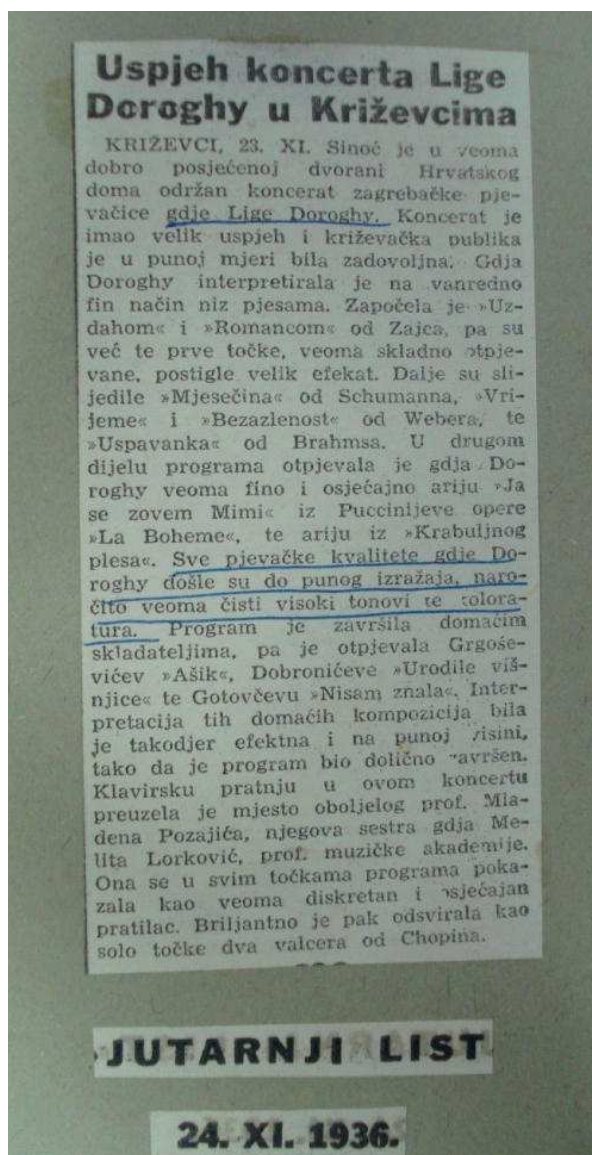 Uspjeh koncerta Lige
Doroghy u Križevcima
KRIŽEVCI, 23. XI. Sinoć je u veoma
dobro posjećenoj dvorani Hrvatskog
doma održan koncerat zagrebačke pje-
vačice gdje Lige Doroghy. Koncerat je
imao velik uspjeh i križevačka publika
je u punoj mjeri bila zadovoljna. Gdja
Doroghy interpretirala je na vanredno
fin način niz pjesama. Započela je »Uz-
dahom« i »Romancom« od Zajca, pa su
već te prve točke, veoma skladno otpje-
vane, postigle velik efekat. Dalje su sli-
jedile »Mjesečina« od Schumanna, »Vri-
jeme« i »Bezazlenost« od Webera, te
»Uspavanka« od Brahmsa. U drugom
dijelu programa otpjevala je gdja Do-
roghy veoma fino i osjećajno ariju »Ja
se zovem Mimi« iz Puccinijeve opere
»La Boheme«, te ariju iz »Krabuljnog
plesa«. Sve pjevačke kvalitete gdje Do-
roghy došle su do punog izražaja, naro-
čito veoma čisti visoki tonovi te kolora-
tura. Program je završila domaćim
skladateljima, pa je otpjevala Grgoše-
vićev »Ašik«, Dobronićeve »Urodile viš-
njice« te Gotovčevu »Nisam znala«. Inter-
pretacija tih domaćih kompozicija bila
je takodjer efektna i na punoj visini,
tako da je program bio dolično završen.
Klavirsku pratnju u ovom koncertu
preuzela je mjesto oboljelog prof. Mla-
dena Pozajića, njegova sestra gdja Me-
lita Lorković, prof. muzičke akademije.
Ona se u svim točkama programa poka-
zala kao veoma diskretan i osjećajan
pratilac. Briljantno je pak odsvirala kao
solo točke dva valcera od Chopina.
JUTARNJI LIST
24. XI. 1936.